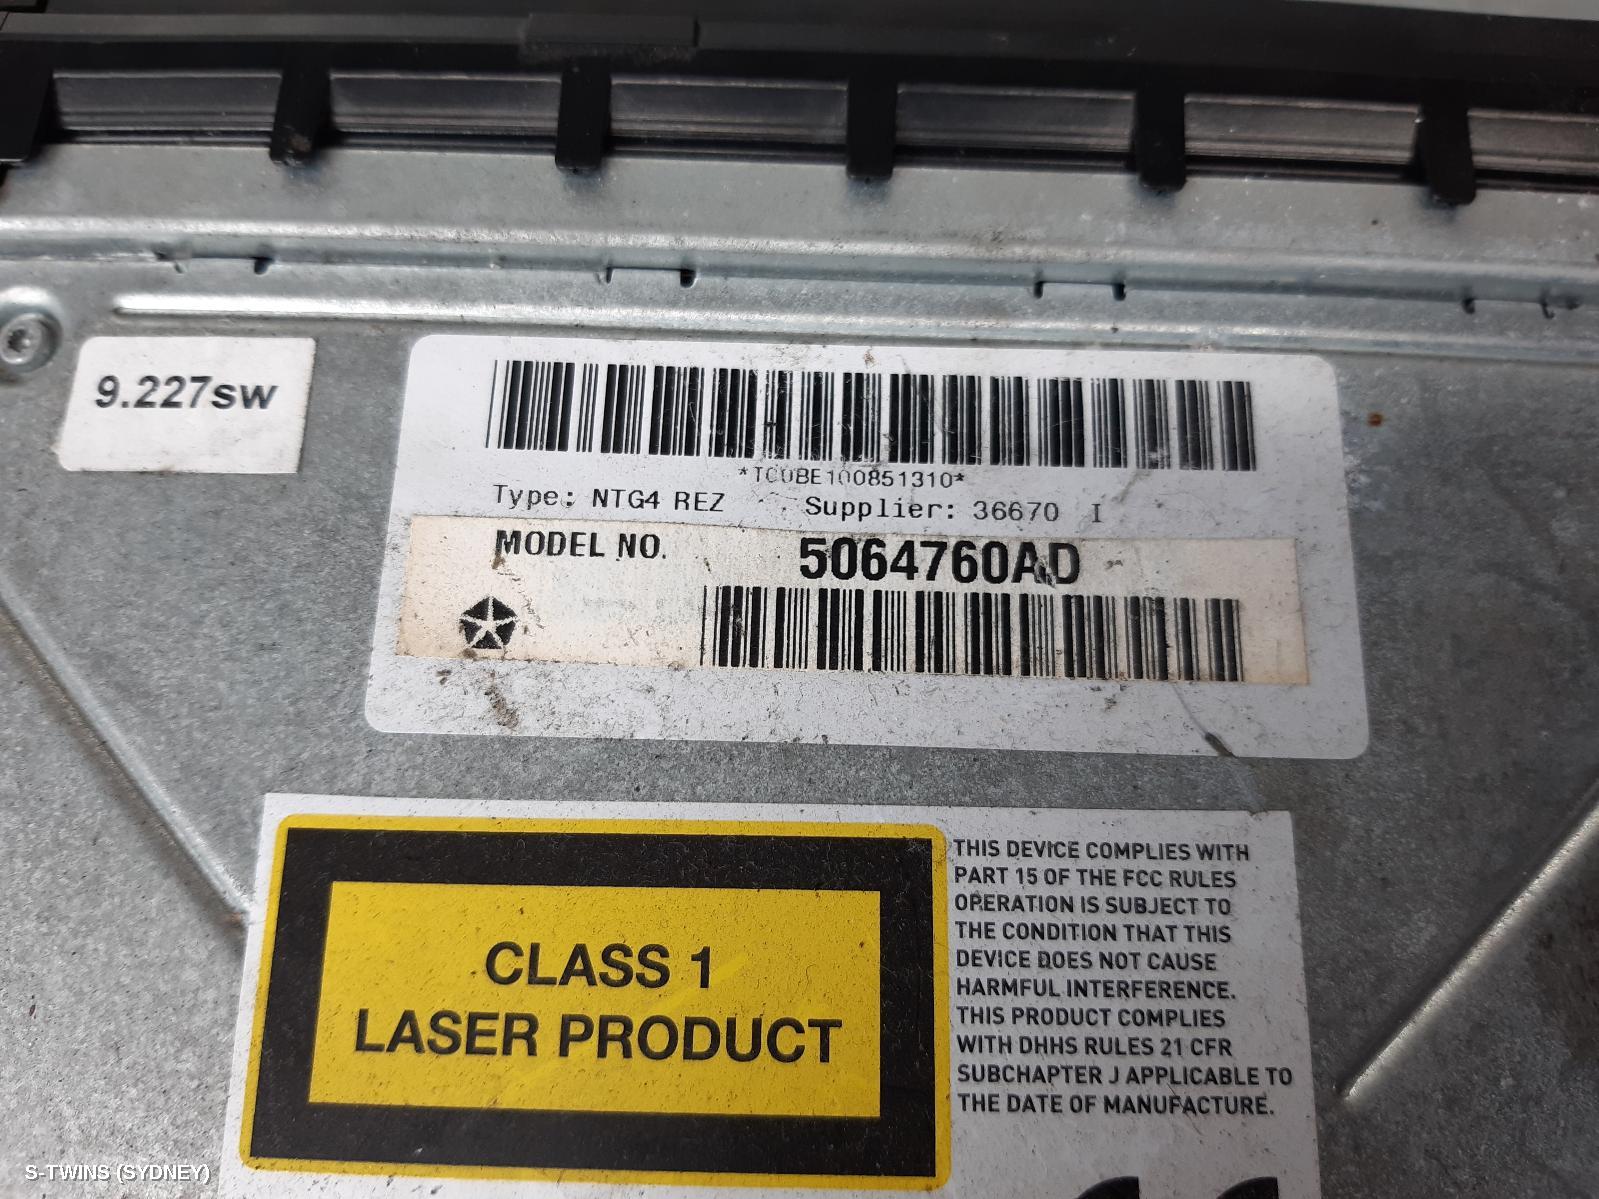 9.227sw
*TC0BE100851310*
Type: NTG4 REZ Supplier: 36670 I
MODEL NO. 5064760AD
CLASS 1
LASER PRODUCT
THIS DEVICE COMPLIES WITH
PART 15 OF THE FCC RULES
OPERATION IS SUBJECT TO
THE CONDITION THAT THIS
DEVICE DOES NOT CAUSE
HARMFUL INTERFERENCE.
THIS PRODUCT COMPLIES
WITH DHHS RULES 21 CFR
SUBCHAPTER J APPLICABLE TO
THE DATE OF MANUFACTURE.
S-TWINS (SYDNEY)